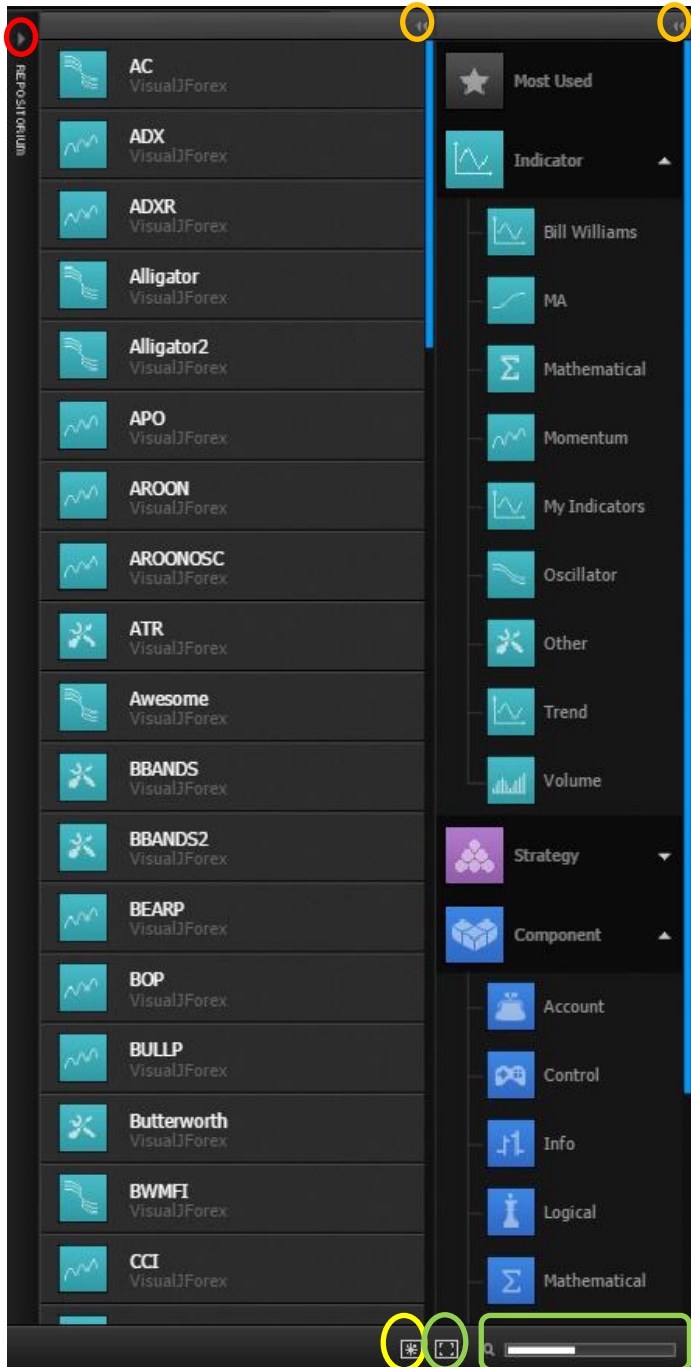 REPOSITORIUM
AC
VisualJForex
ADX
VisualJForex
ADXR
VisualJForex
Alligator
VisualJForex
Alligator2
VisualJForex
APO
VisualJForex
AROON
VisualJForex
AROONOSC
VisualJForex
ATR
VisualJForex
Awesome
VisualJForex
BBANDS
VisualJForex
BBANDS2
VisualJForex
BEARP
VisualJForex
BOP
VisualJForex
BULLP
VisualJForex
Butterworth
VisualJForex
BWMFI
VisualJForex
CCI
VisualJForex
Most Used
Indicator
Bill Williams
MA
Mathematical
Momentum
My Indicators
Oscillator
Other
Trend
Volume
Strategy
Component
Account
Control
Info
Logical
Mathematical